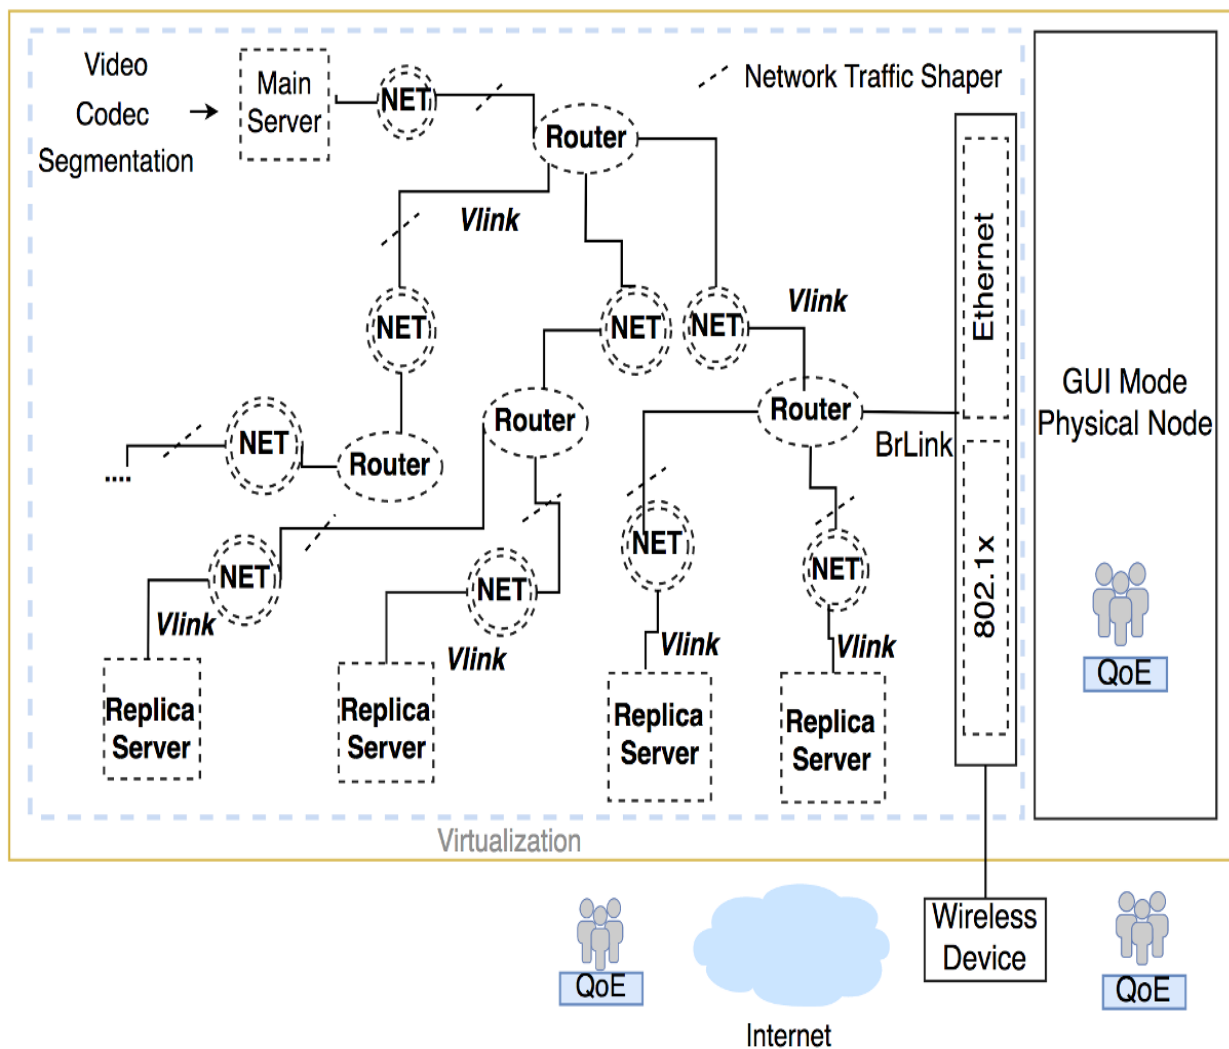 Video
Codec
Segmentation
Main
Server
NET
Router
Network Traffic Shaper
Vlink
NET
NET
NET
Vlink
Ethernet
GUI Mode
Physical Node
NET
Router
Router
Router
BrLink
....
NET
NET
NET
NET
802.1x
Vlink
Vlink
Vlink
Vlink
Replica
Server
Replica
Server
Replica
Server
Replica
Server
QoE
Virtualization
QoE
Internet
Wireless
Device
QoE